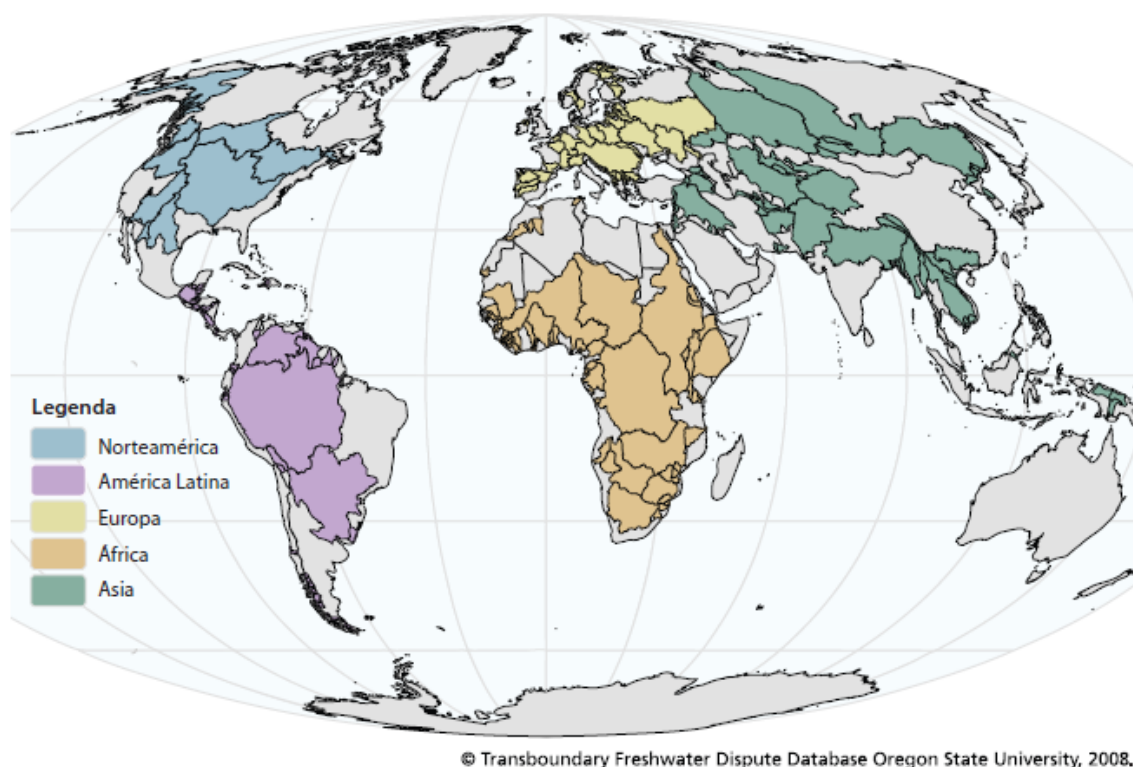 Legenda
Norteamérica
América Latina
Europa
África
Asia
© Transboundary Freshwater Dispute Database Oregon State University, 2008.